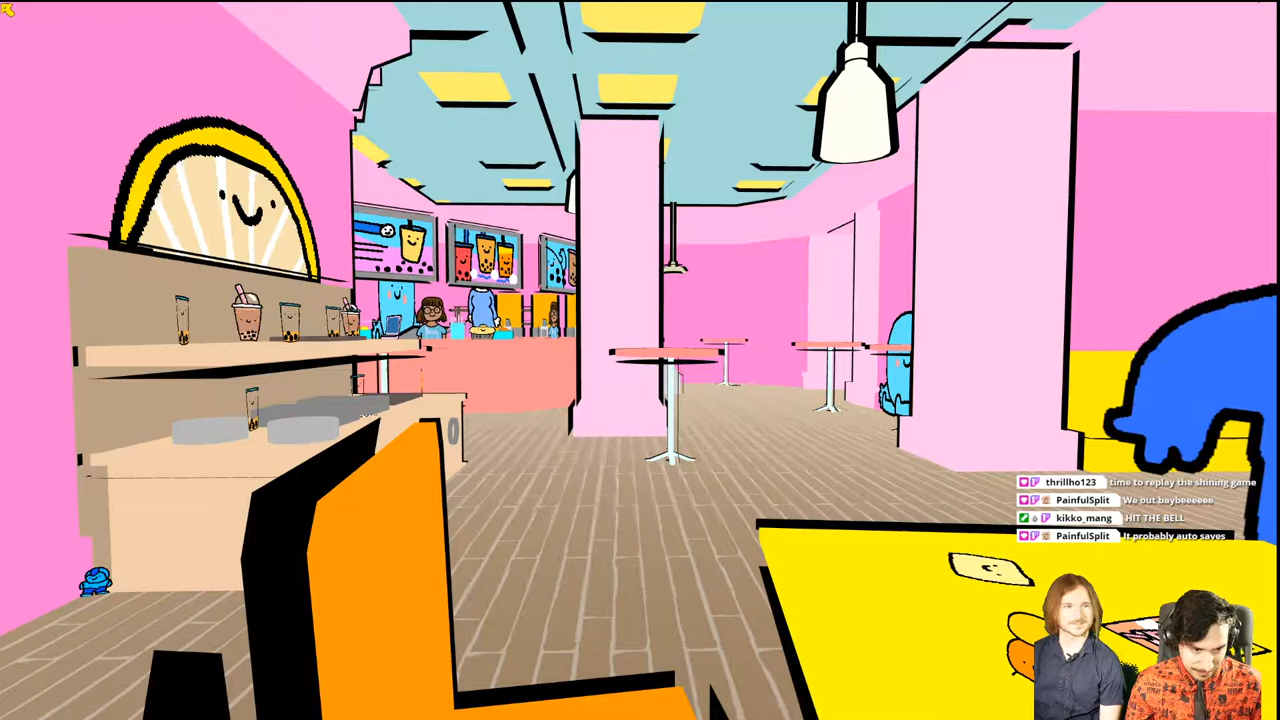 thrillho123 time to replay the shining game
PainfulSplit We out baybeeeeee
kikko_mang HIT THE BELL
PainfulSplit It probably auto saves